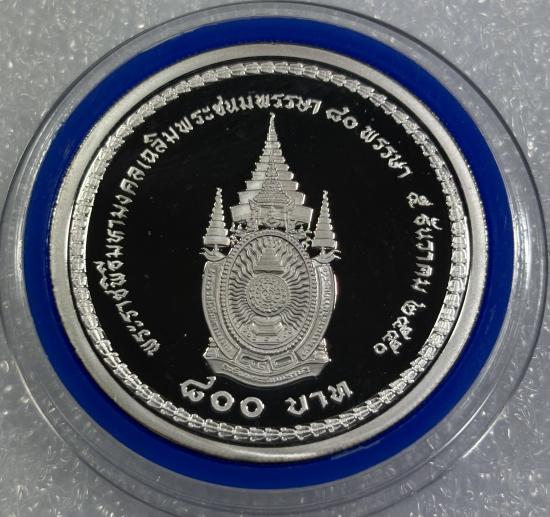 พระราชพิธีมหามงคลเฉลิมพระชนมพรรษา ๘๐ พรรษา ๕ ธันวาคม ๒๕๕๐
๘๐๐ บาท